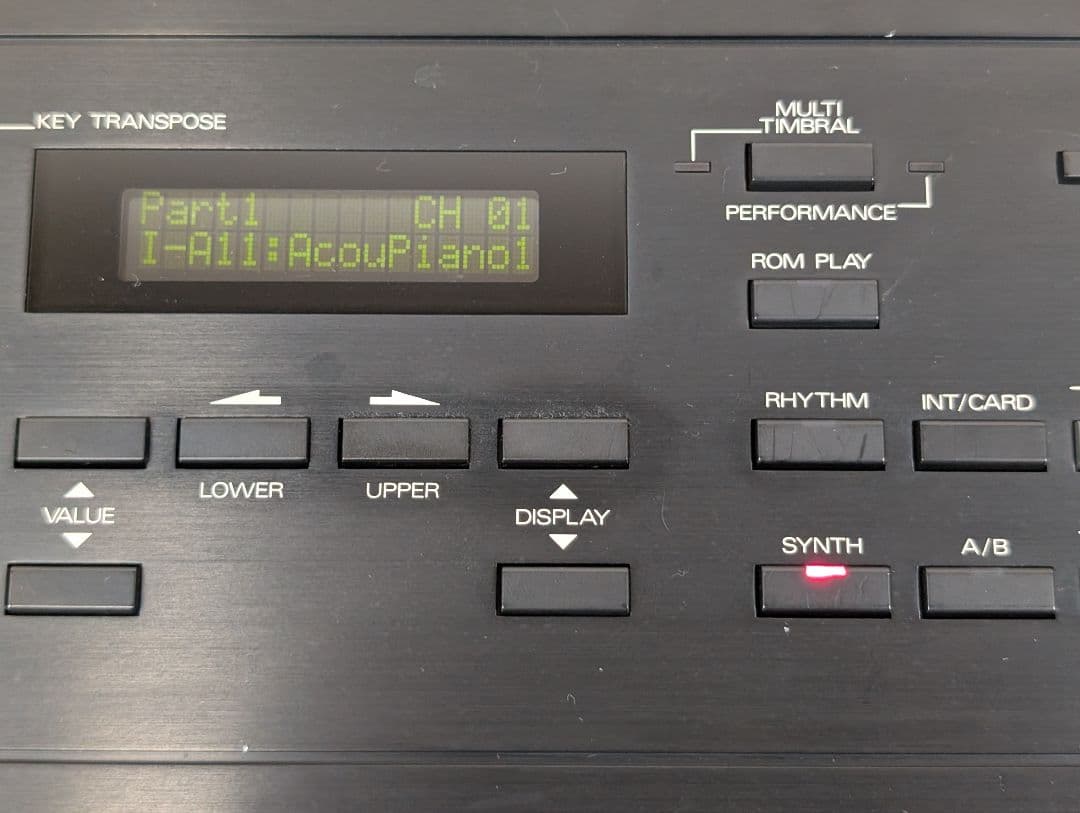 KEY TRANSPOSE
MULTI
TIMBRAL
Part1 CH 01
I-A11:AcouPiano1
PERFORMANCE
ROM PLAY
RHYTHM
INT/CARD
LOWER
UPPER
VALUE
DISPLAY
SYNTH
A/B